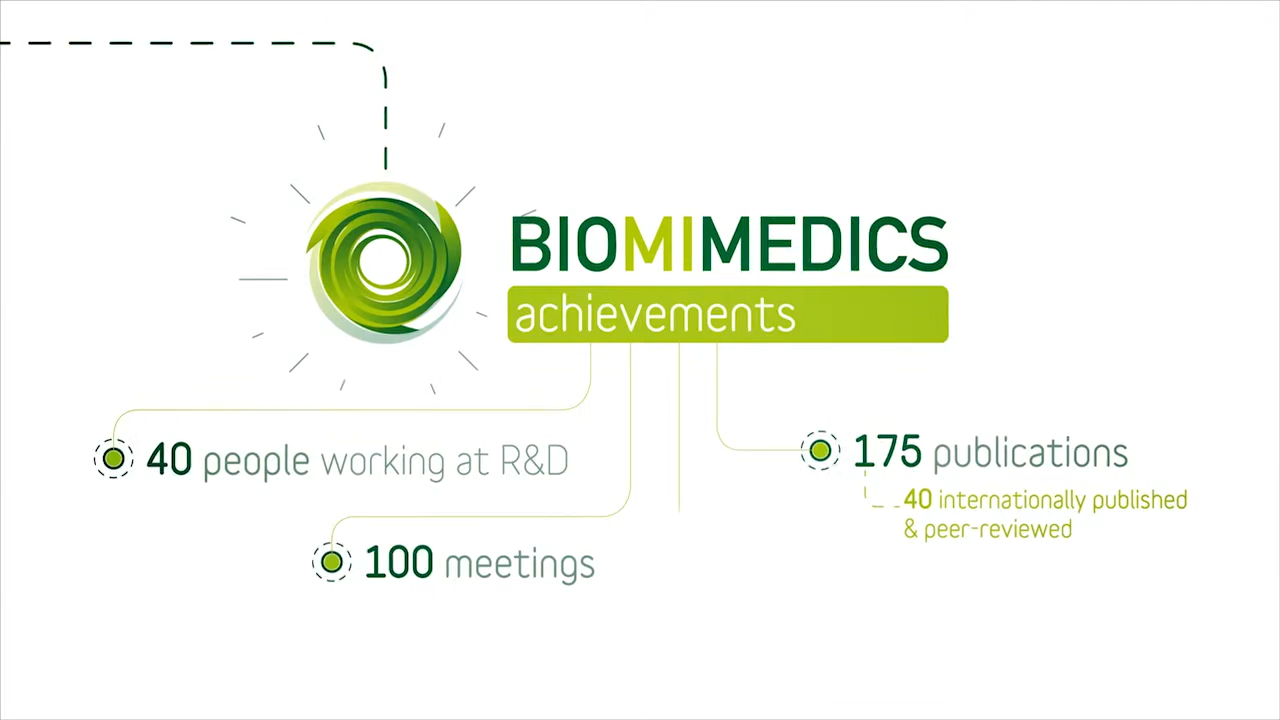 BIOMIMEDICS
achievements
40 people working at R&D
100 meetings
175 publications
40 internationally published
& peer-reviewed